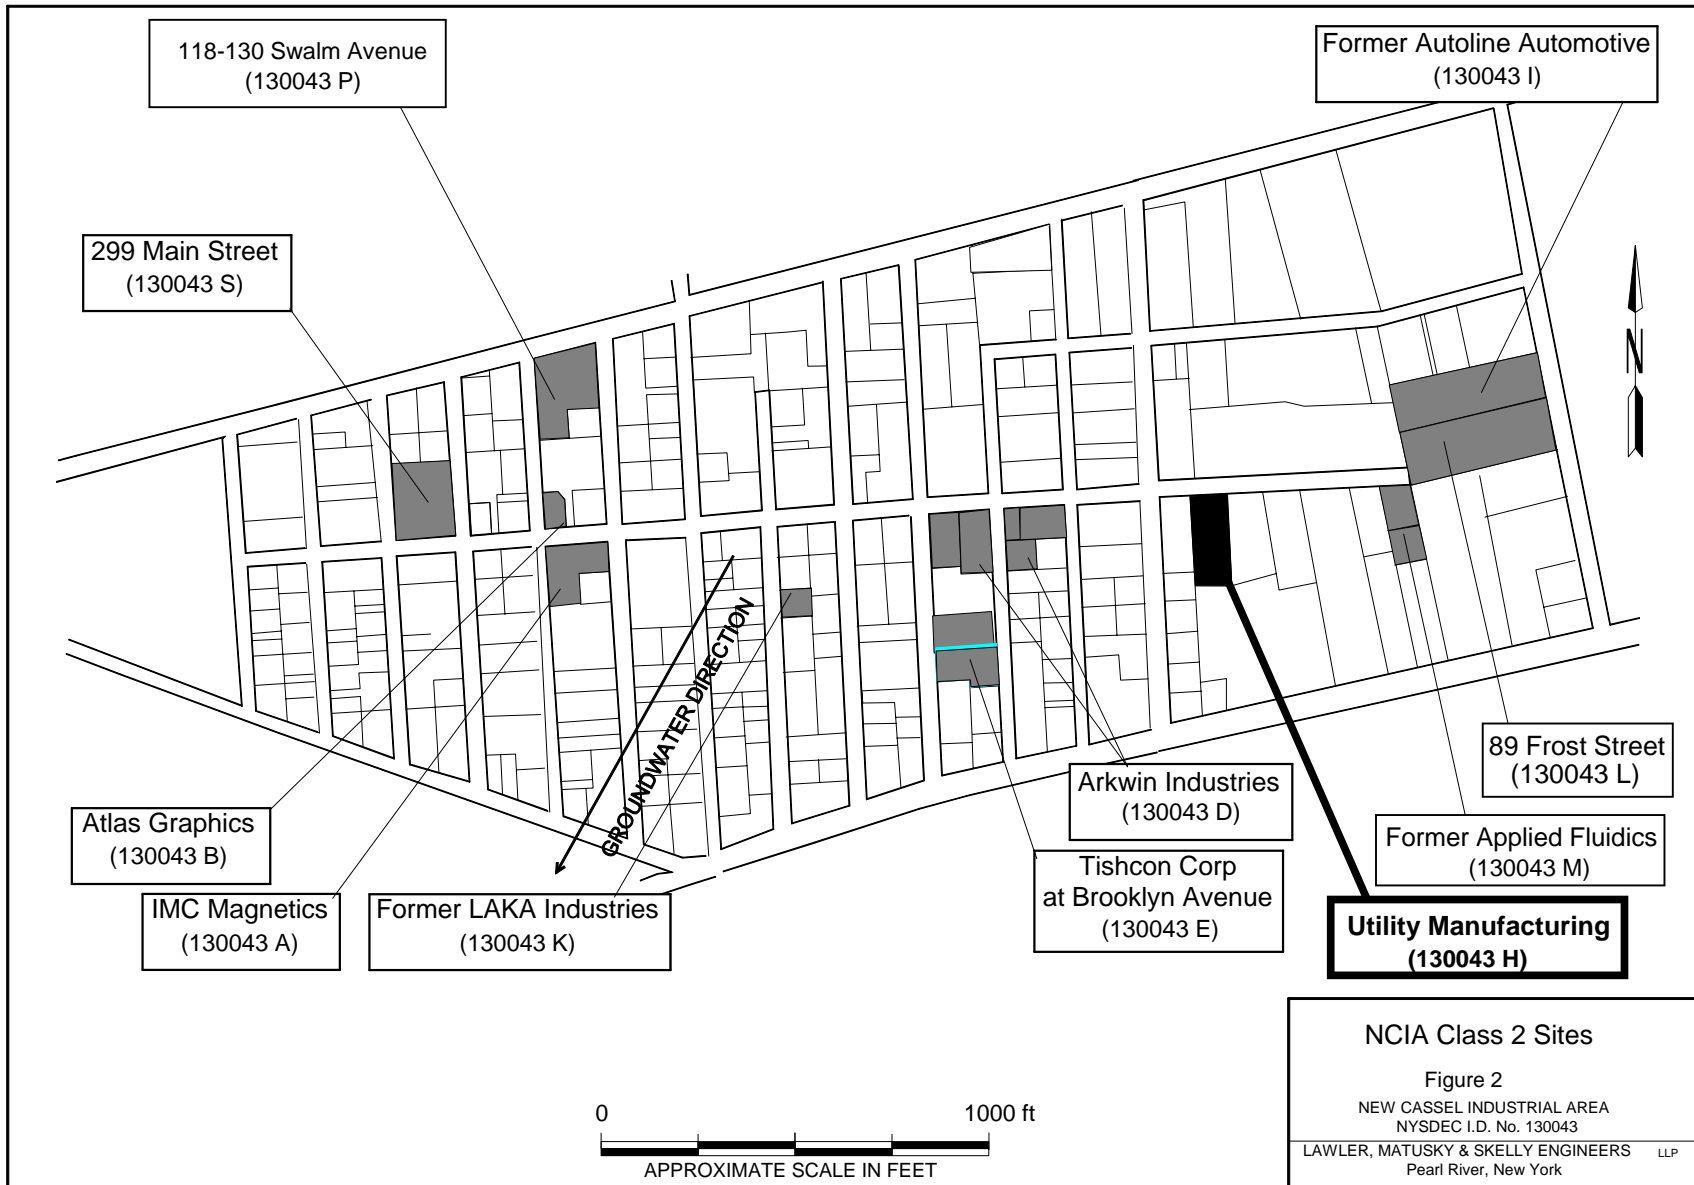 118-130 Swalm Avenue
(130043 P)
Former Autoline Automotive
(130043 I)
299 Main Street
(130043 S)
N
GROUNDWATER DIRECTION
89 Frost Street
(130043 L)
Arkwin Industries
(130043 D)
Atlas Graphics
(130043 B)
Former Applied Fluidics
(130043 M)
Tishcon Corp
at Brooklyn Avenue
(130043 E)
IMC Magnetics
(130043 A)
Former LAKA Industries
(130043 K)
Utility Manufacturing
(130043 H)
0 1000 ft
APPROXIMATE SCALE IN FEET
NCIA Class 2 Sites
Figure 2
NEW CASSEL INDUSTRIAL AREA
NYSDEC I.D. No. 130043
LAWLER, MATUSKY & SKELLY ENGINEERS LLP
Pearl River, New York